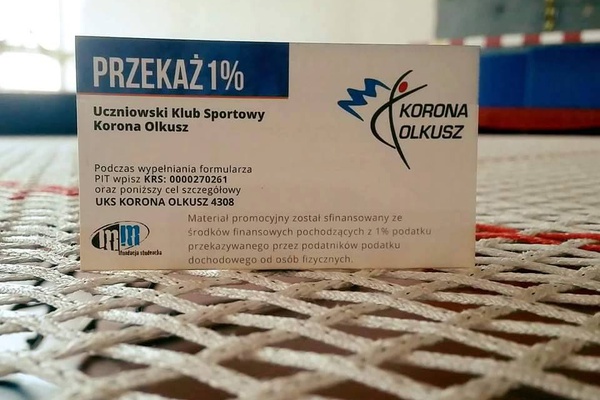 PRZEKAŻ 1%
Uczniowski Klub Sportowy
Korona Olkusz
KORONA
OLKUSZ
Podczas wypełniania formularza
PIT wpisz KRS: 0000270261
oraz poniższy cel szczegółowy
UKS KORONA OLKUSZ 4308
Materiał promocyjny został sfinansowany ze
środków finansowych pochodzących z 1% podatku
przekazywanego przez podatników podatku
dochodowego od osób fizycznych.
fundacja studencka